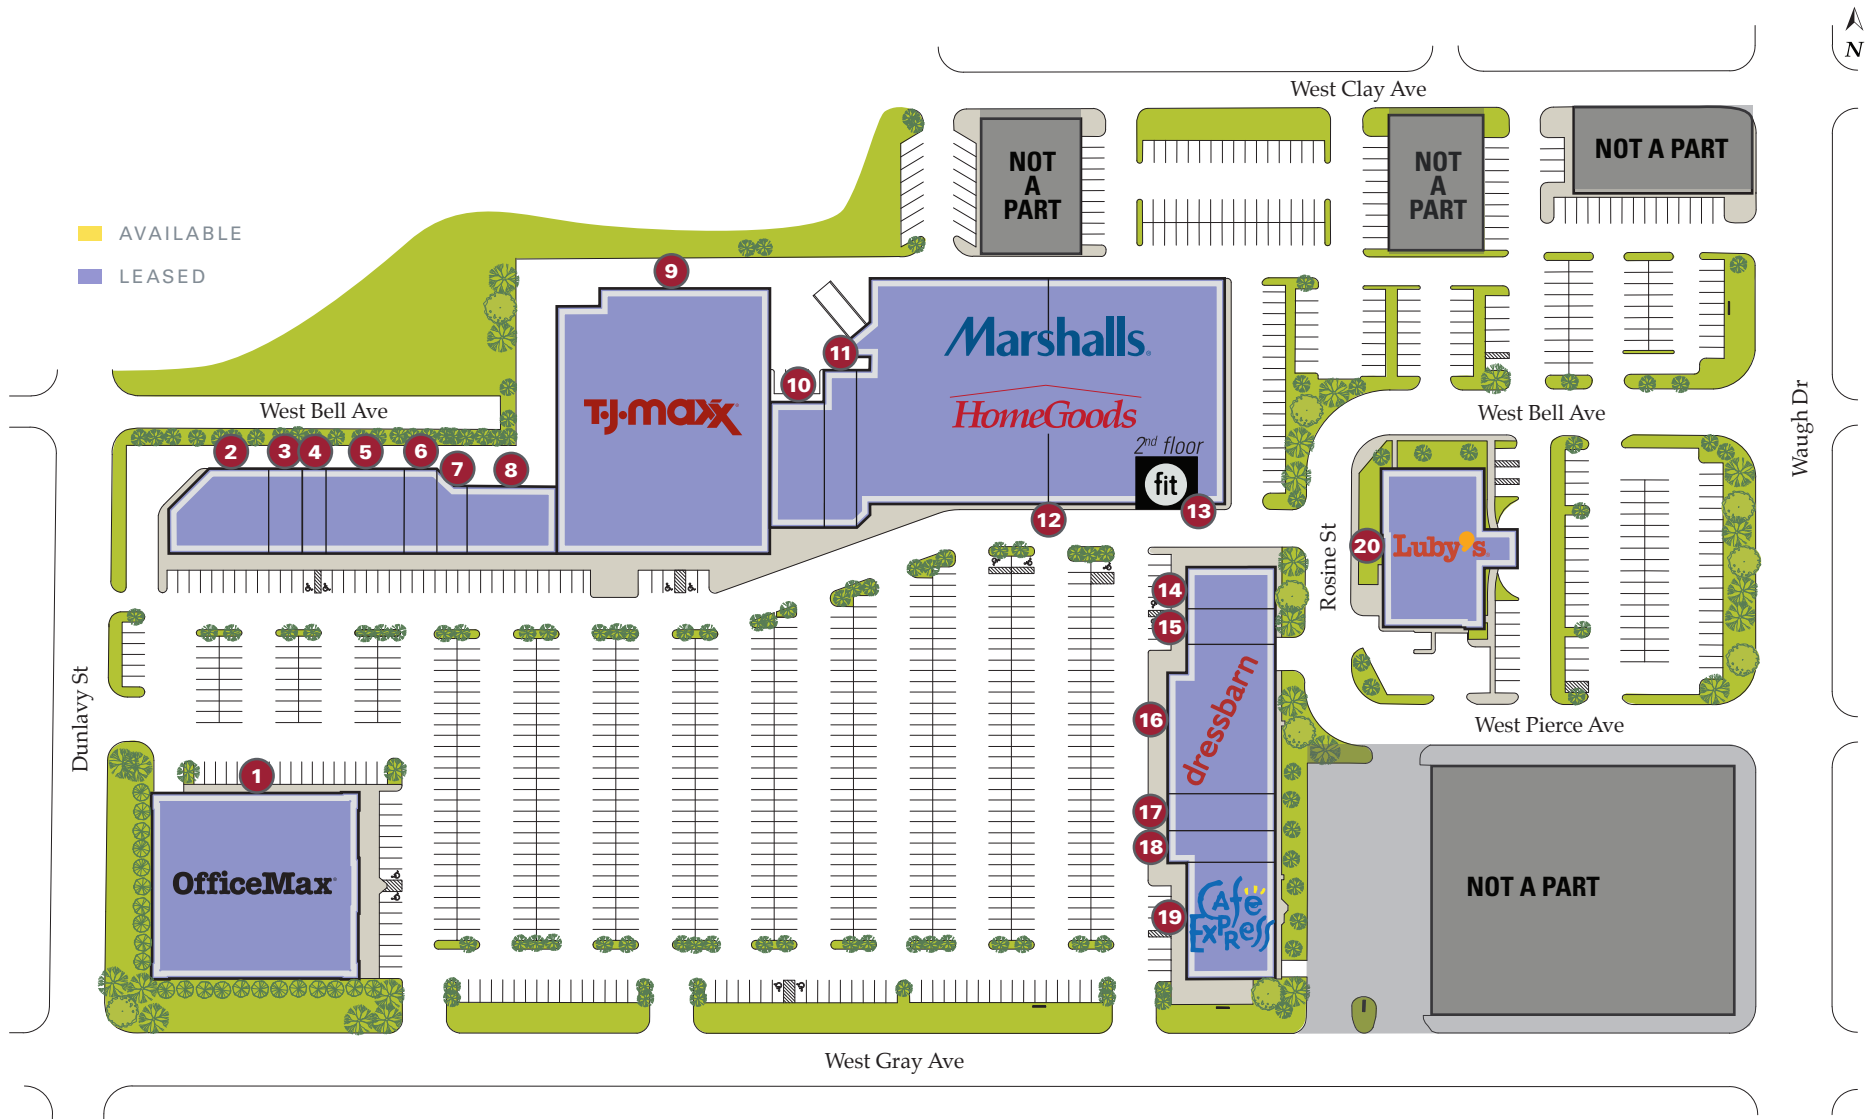 N
West Clay Ave
NOT
A
PART
NOT
A
PART
NOT A PART
AVAILABLE
LEASED
9
Marshalls
11
10
T·J·maxx
HomeGoods
West Bell Ave
West Bell Ave
Waugh Dr
2nd floor
fit
2
3
4
5
6
7
8
12
13
Rosine St
20
Luby's
14
15
Dunlavy St
16
dressbarn
West Pierce Ave
1
17
18
OfficeMax
NOT A PART
19
Café
Express
West Gray Ave